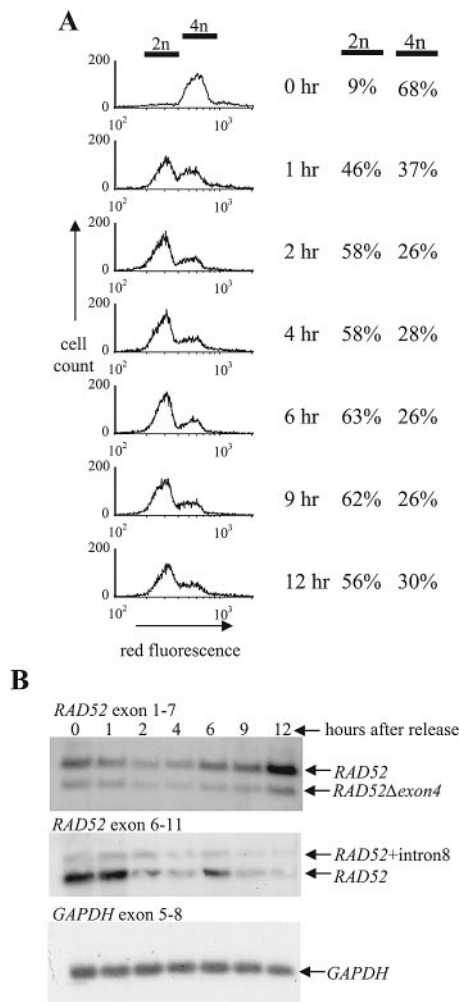 A
2n 4n 2n 4n
200
0
10² 10³
0 hr 9% 68%
200
0
10² 10³
1 hr 46% 37%
200
0
10² 10³
2 hr 58% 26%
200
0
10² 10³
4 hr 58% 28%
200
0
10² 10³
6 hr 63% 26%
200
0
10² 10³
9 hr 62% 26%
200
0
10² 10³
12 hr 56% 30%
cell
count
red fluorescence
B
RAD52 exon 1-7
0 1 2 4 6 9 12 hours after release
RAD52
RAD52Δexon4
RAD52 exon 6-11
RAD52+intron8
RAD52
GAPDH exon 5-8
GAPDH